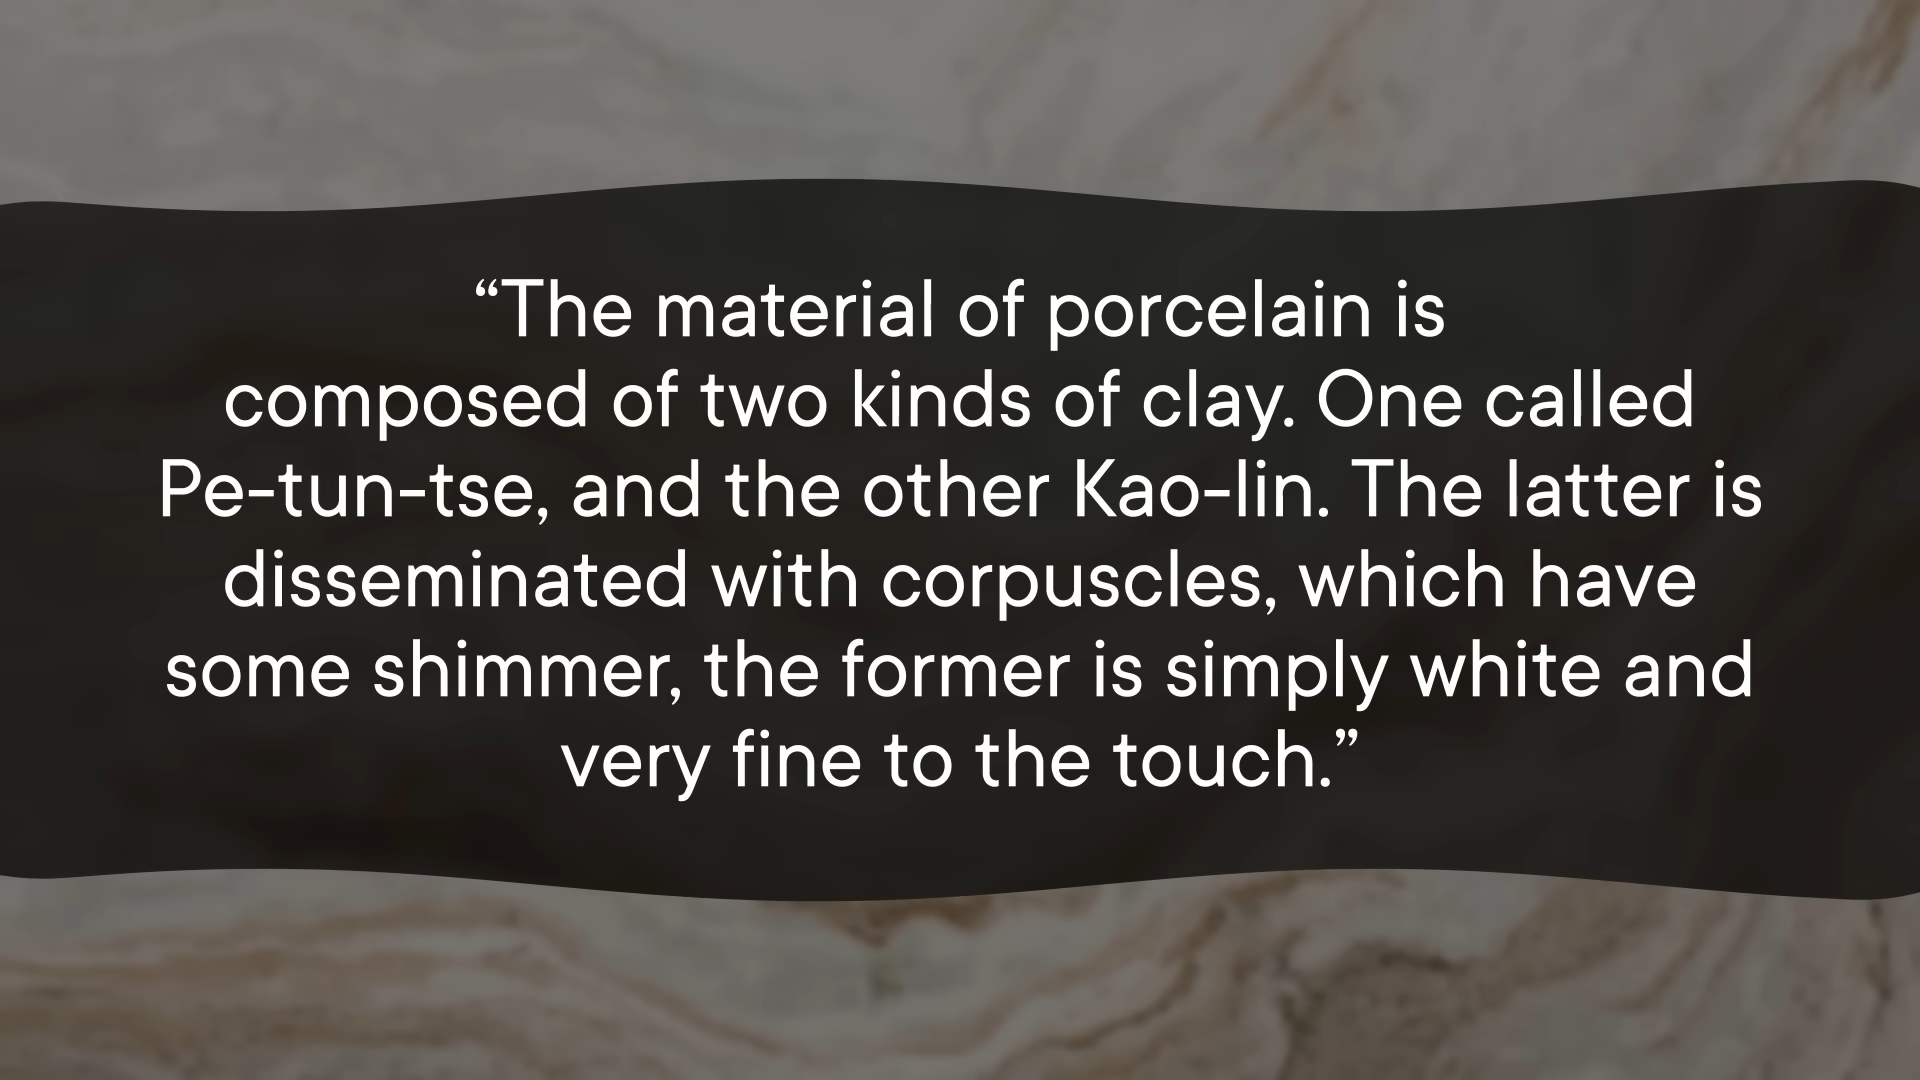 “The material of porcelain is
composed of two kinds of clay. One called
Pe-tun-tse, and the other Kao-lin. The latter is
disseminated with corpuscles, which have
some shimmer, the former is simply white and
very fine to the touch.”